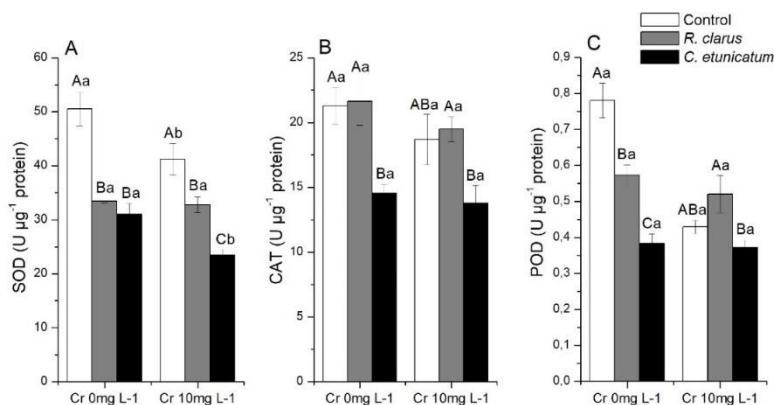 Control
R. clarus
C. etunicatum
A
SOD (U µg⁻¹ protein)
60
50
40
30
20
10
0
Aa
Ba
Ba
Ab
Ba
Cb
Cr 0mg L-1
Cr 10mg L-1
B
CAT (U µg⁻¹ protein)
25
20
15
10
5
0
Aa
Aa
Ba
ABa
Aa
Ba
Cr 0mg L-1
Cr 10mg L-1
C
POD (U µg⁻¹ protein)
0,9
0,8
0,7
0,6
0,5
0,4
0,3
0,2
0,1
0,0
Aa
Ba
Ca
ABa
Aa
Ba
Cr 0mg L-1
Cr 10mg L-1